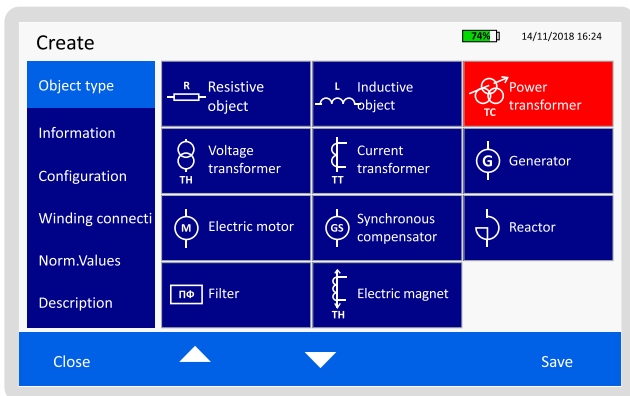 Create
74%
14/11/2018 16:24
Object type
Information
Configuration
Winding connecti
Norm.Values
Description
R
Resistive
object
L
Inductive
object
TC
Power
transformer
TH
Voltage
transformer
TT
Current
transformer
G
Generator
M
Electric motor
GS
Synchronous
compensator
Reactor
ПФ
Filter
TH
Electric magnet
Close
Save